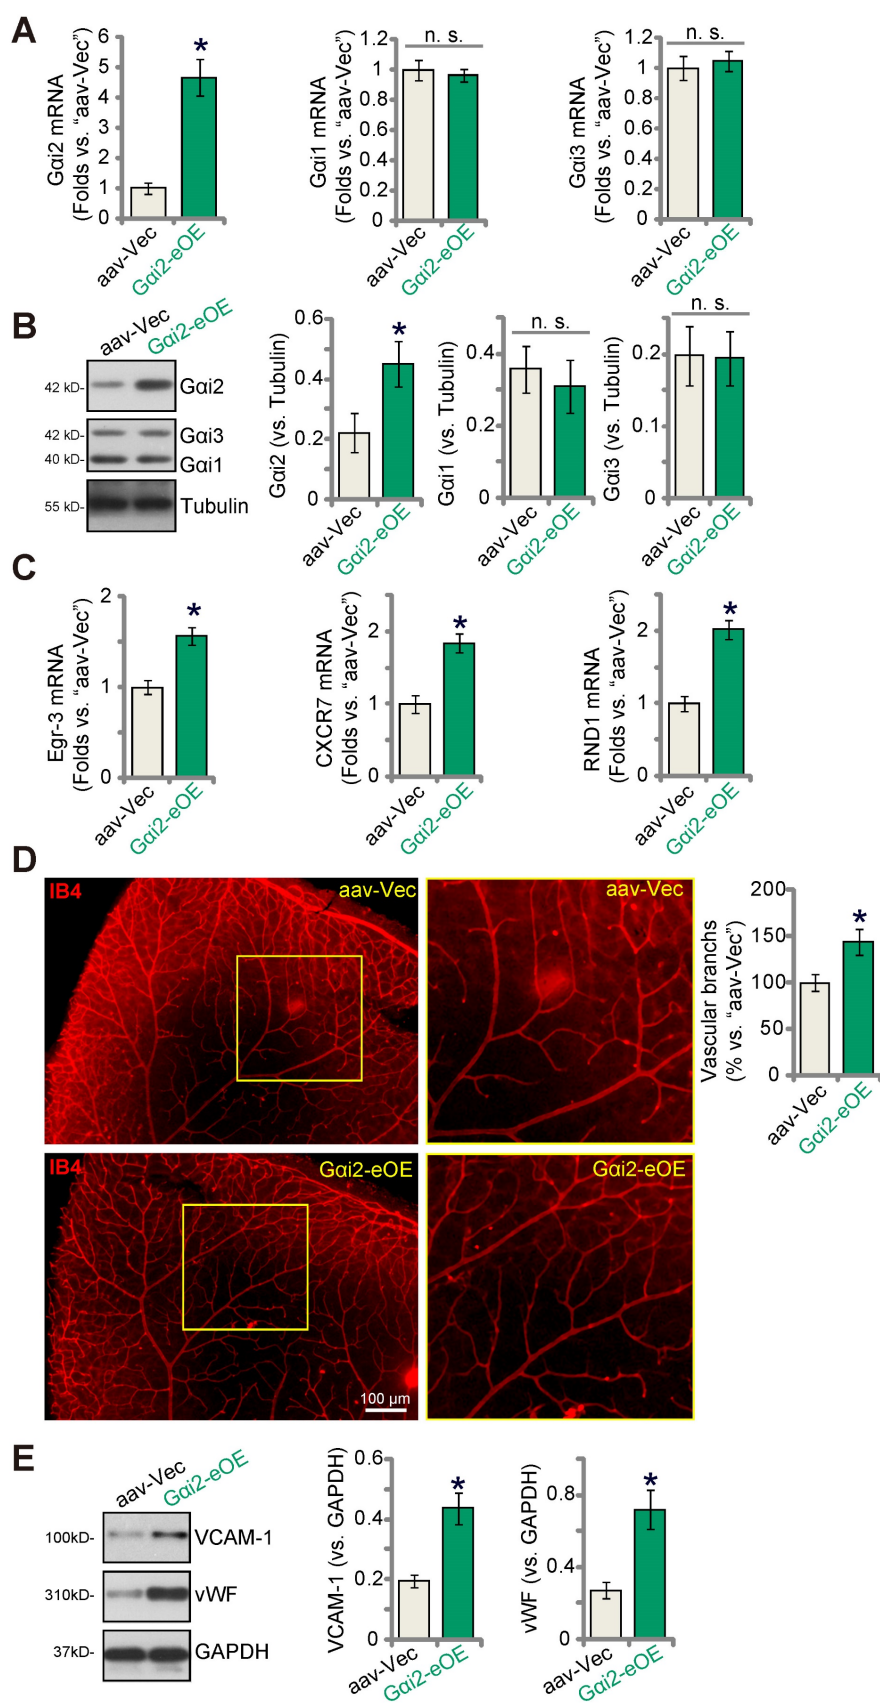 A
Gαi2 mRNA
(Folds vs. “aav-Vec”)
6
5
4
3
2
1
0
*
aav-Vec
Gαi2-eOE
Gαi1 mRNA
(Folds vs. “aav-Vec”)
1.2
1
0.8
0.6
0.4
0.2
0
n. s.
aav-Vec
Gαi2-eOE
Gαi3 mRNA
(Folds vs. “aav-Vec”)
1.2
1
0.8
0.6
0.4
0.2
0
n. s.
aav-Vec
Gαi2-eOE
B
aav-Vec
Gαi2-eOE
42 kD-
Gαi2
42 kD-
Gαi3
40 kD-
Gαi1
55 kD-
Tubulin
Gαi2 (vs. Tubulin)
0.6
0.4
0.2
0
*
aav-Vec
Gαi2-eOE
Gαi1 (vs. Tubulin)
0.4
0.2
0
n. s.
aav-Vec
Gαi2-eOE
Gαi3 (vs. Tubulin)
0.2
0.1
0
n. s.
aav-Vec
Gαi2-eOE
C
Egr-3 mRNA
(Folds vs. “aav-Vec”)
2
1
0
*
aav-Vec
Gαi2-eOE
CXCR7 mRNA
(Folds vs. “aav-Vec”)
2
1
0
*
aav-Vec
Gαi2-eOE
RND1 mRNA
(Folds vs. “aav-Vec”)
2
1
0
*
aav-Vec
Gαi2-eOE
D
IB4
aav-Vec
aav-Vec
IB4
Gαi2-eOE
100 μm
Gαi2-eOE
Vascular branchs
(% vs. “aav-Vec”)
200
150
100
50
0
*
aav-Vec
Gαi2-eOE
E
aav-Vec
Gαi2-eOE
100kD-
VCAM-1
310kD-
vWF
37kD-
GAPDH
VCAM-1 (vs. GAPDH)
0.6
0.4
0.2
0
*
aav-Vec
Gαi2-eOE
vWF (vs. GAPDH)
0.8
0.4
0
*
aav-Vec
Gαi2-eOE